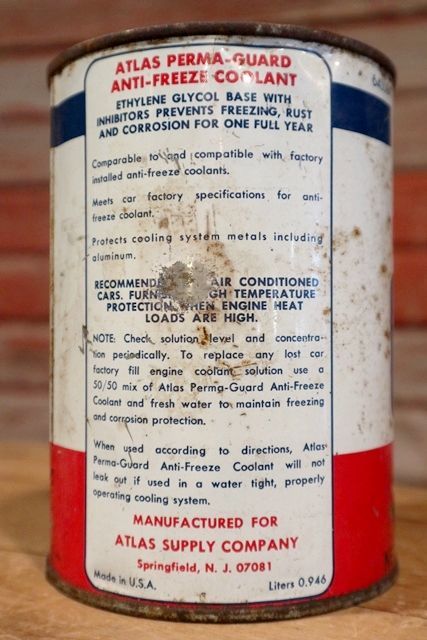 ATLAS PERMA-GUARD
ANTI-FREEZE COOLANT
ETHYLENE GLYCOL BASE WITH
INHIBITORS PREVENTS FREEZING, RUST
AND CORROSION FOR ONE FULL YEAR
Comparable to and compatible with factory
installed anti-freeze coolants.
Meets car factory specifications for anti-
freeze coolant.
Protects cooling system metals including
aluminum.
RECOMMEND AIR CONDITIONED
CARS. FURN GH TEMPERATURE
PROTECTION WHEN ENGINE HEAT
LOADS ARE HIGH.
NOTE: Check solution level and concentra-
tion periodically. To replace any lost car
factory fill engine coolant solution use a
50/50 mix of Atlas Perma-Guard Anti-Freeze
Coolant and fresh water to maintain freezing
and corrosion protection.
When used according to directions, Atlas
Perma-Guard Anti-Freeze Coolant will not
leak out if used in a water tight, properly
operating cooling system.
MANUFACTURED FOR
ATLAS SUPPLY COMPANY
Springfield, N. J. 07081
Made in U.S.A. Liters 0.946